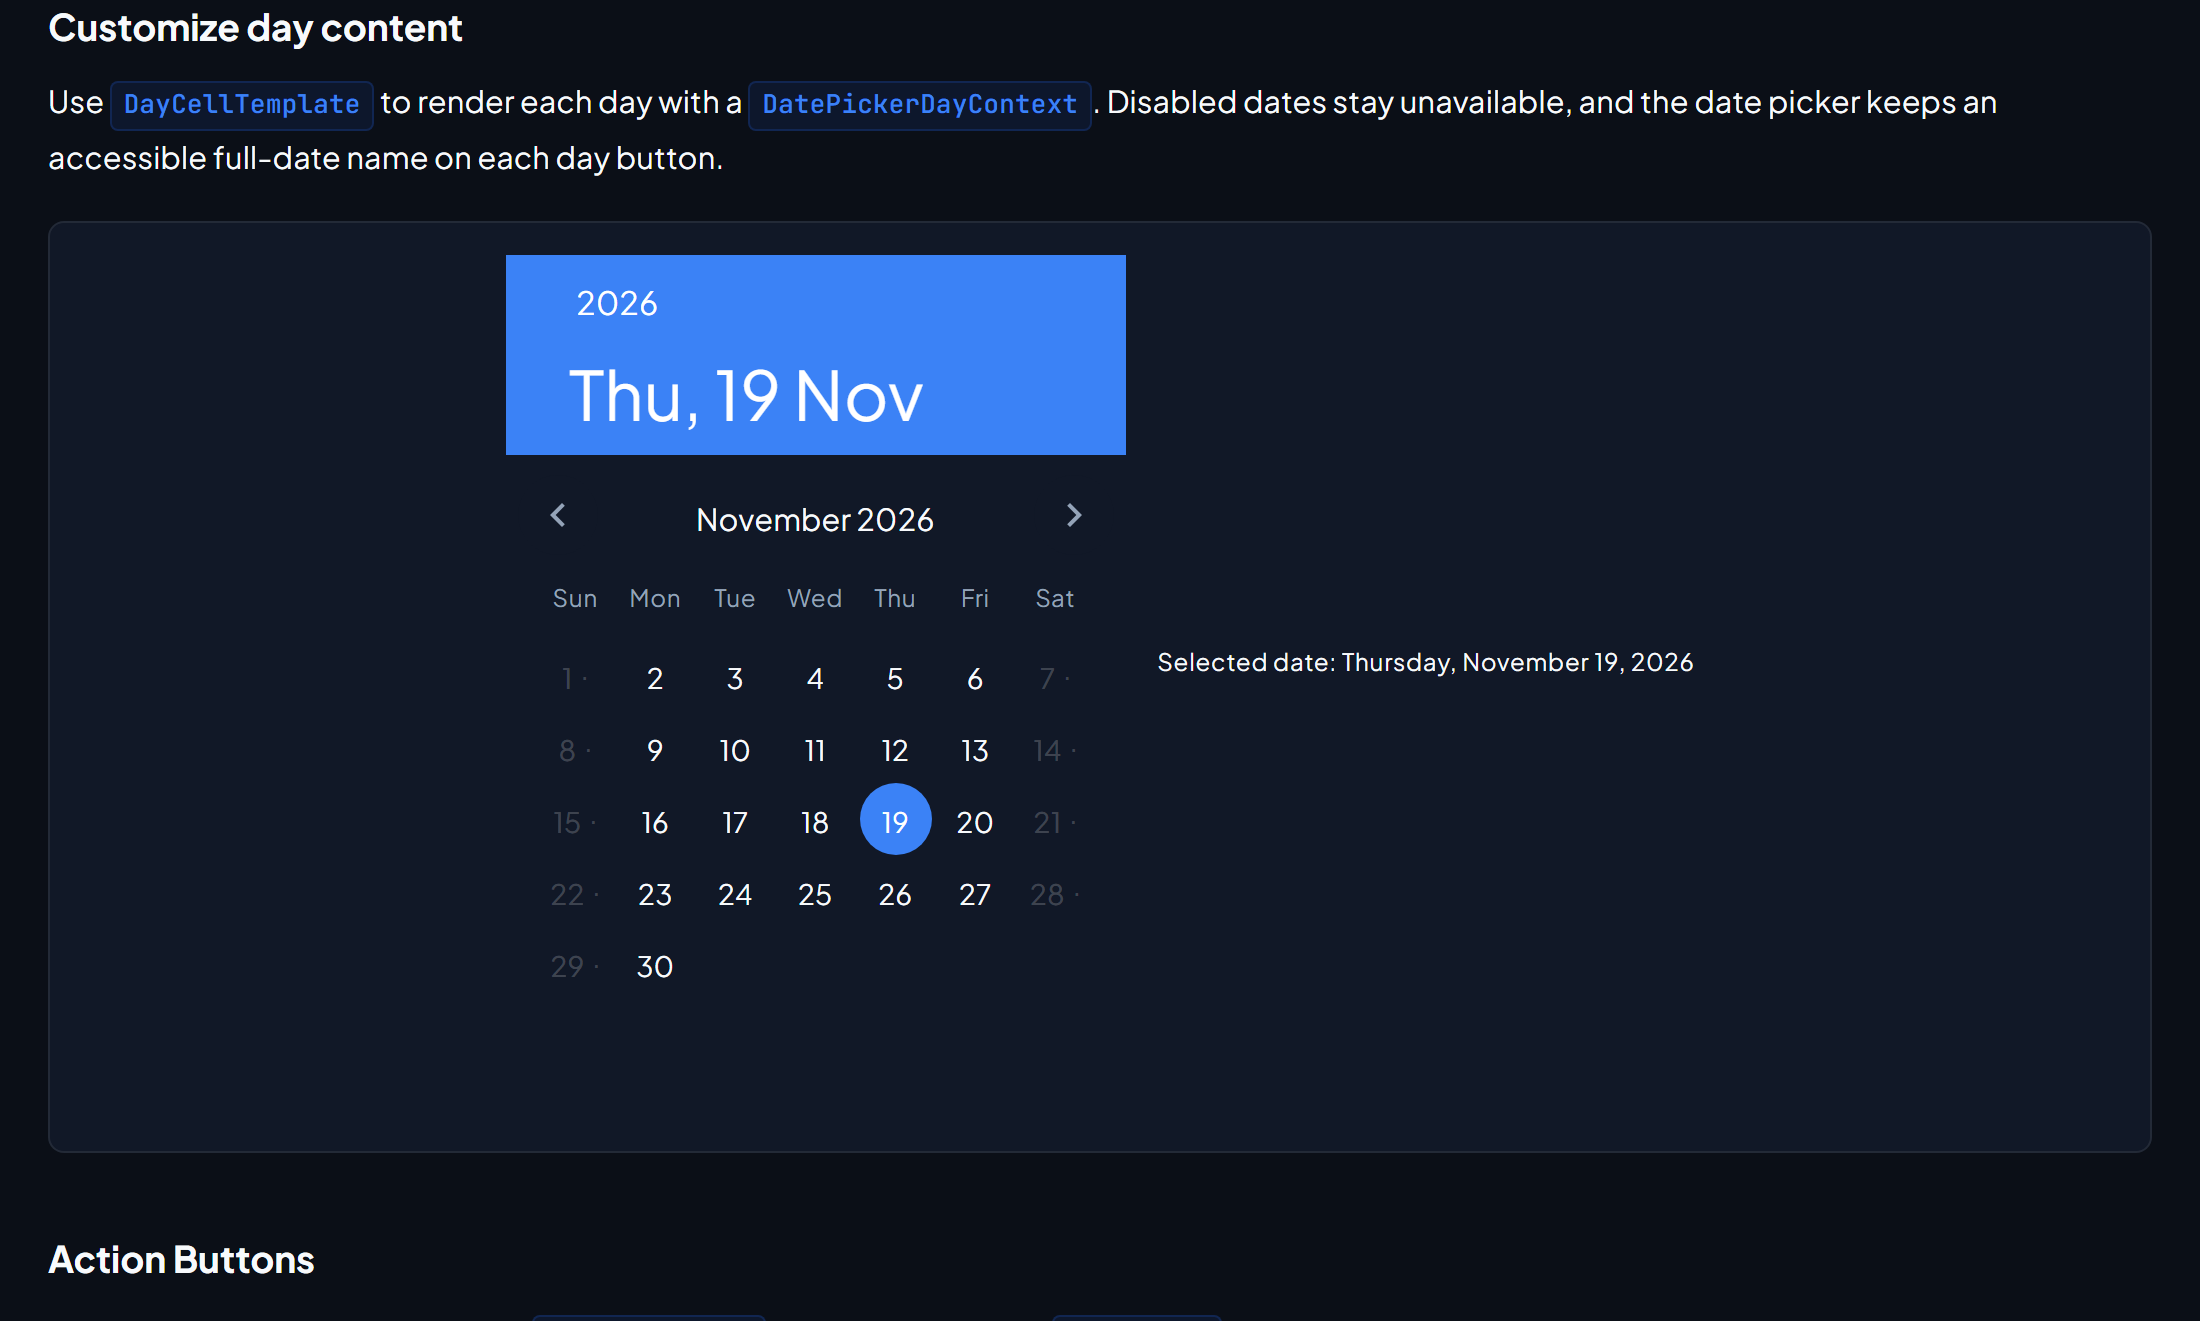 Customize day content
Use DayCellTemplate to render each day with a DatePickerDayContext. Disabled dates stay unavailable, and the date picker keeps an
accessible full-date name on each day button.
2026
Thu, 19 Nov
November 2026
Sun Mon Tue Wed Thu Fri Sat
1 · 2 3 4 5 6 7 ·
8 · 9 10 11 12 13 14 ·
15 · 16 17 18 19 20 21 ·
22 · 23 24 25 26 27 28 ·
29 · 30
Selected date: Thursday, November 19, 2026
Action Buttons